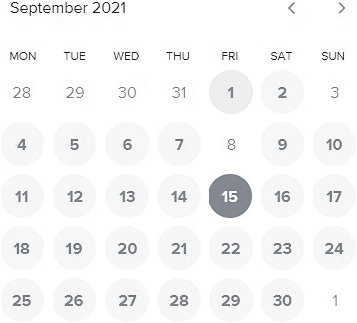 September 2021
MON TUE WED THU FRI SAT SUN
28 29 30 31 1 2 3
4 5 6 7 8 9 10
11 12 13 14 15 16 17
18 19 20 21 22 23 24
25 26 27 28 29 30 1